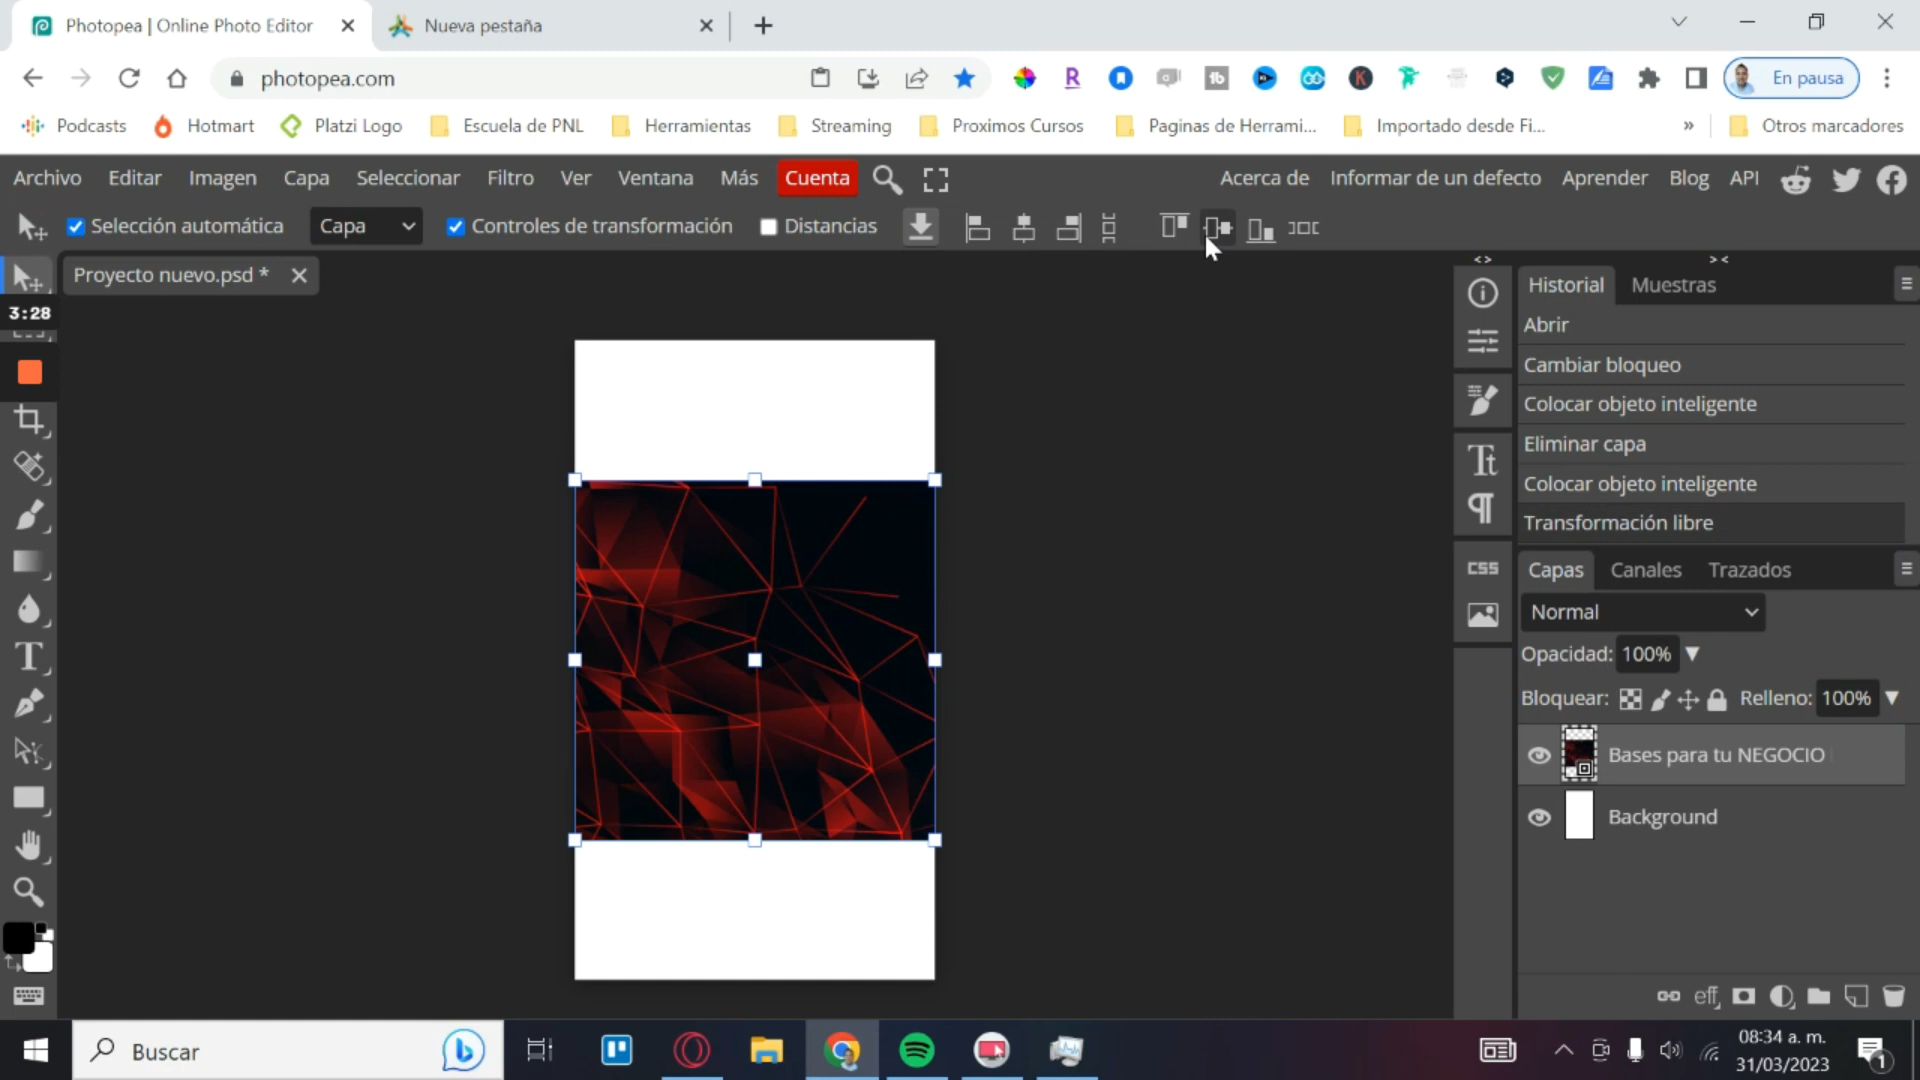 Photopea | Online Photo Editor
Nueva pestaña
photopea.com
En pausa
Podcasts
Hotmart
Platzi Logo
Escuela de PNL
Herramientas
Streaming
Proximos Cursos
Paginas de Herrami...
Importado desde Fi...
»
Otros marcadores
Archivo
Editar
Imagen
Capa
Seleccionar
Filtro
Ver
Ventana
Más
Cuenta
Acerca de
Informar de un defecto
Aprender
Blog
API
Selección automática
Capa
Controles de transformación
Distancias
Proyecto nuevo.psd *
3:28
Historial
Muestras
Abrir
Cambiar bloqueo
Colocar objeto inteligente
Eliminar capa
Colocar objeto inteligente
Transformación libre
CSS
Capas
Canales
Trazados
Normal
Opacidad: 100%
Bloquear:
Relleno: 100%
Bases para tu NEGOCIO
Background
eff
Buscar
08:34 a. m.
31/03/2023
1